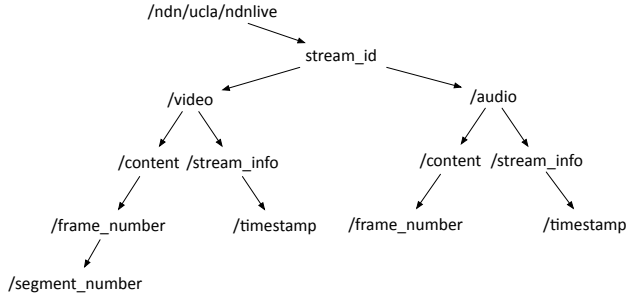 /ndn/ucla/ndnlive
stream_id
/video
/audio
/content /stream_info
/content /stream_info
/frame_number
/timestamp
/frame_number
/timestamp
/segment_number